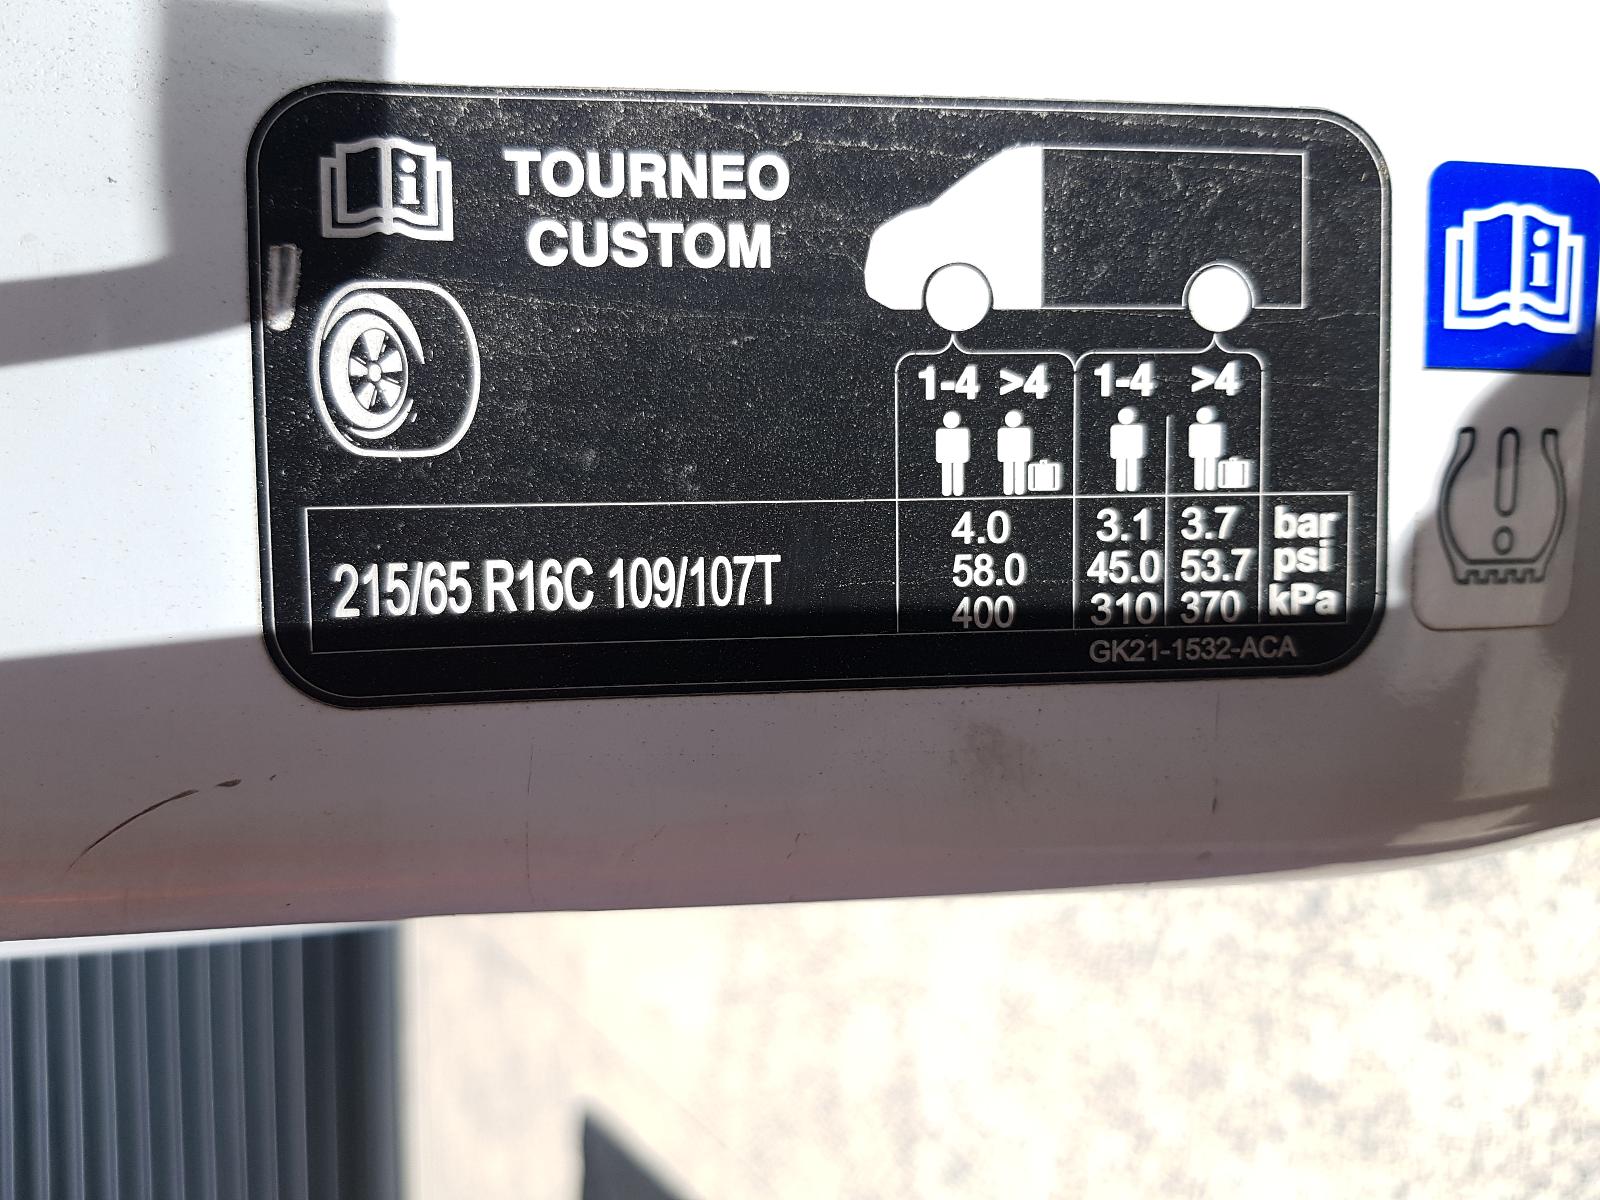 TOURNEO
CUSTOM
1-4 >4 1-4 >4
4.0 3.1 3.7 bar
58.0 45.0 53.7 psi
400 310 370 kPa
215/65 R16C 109/107T
GK21-1532-ACA